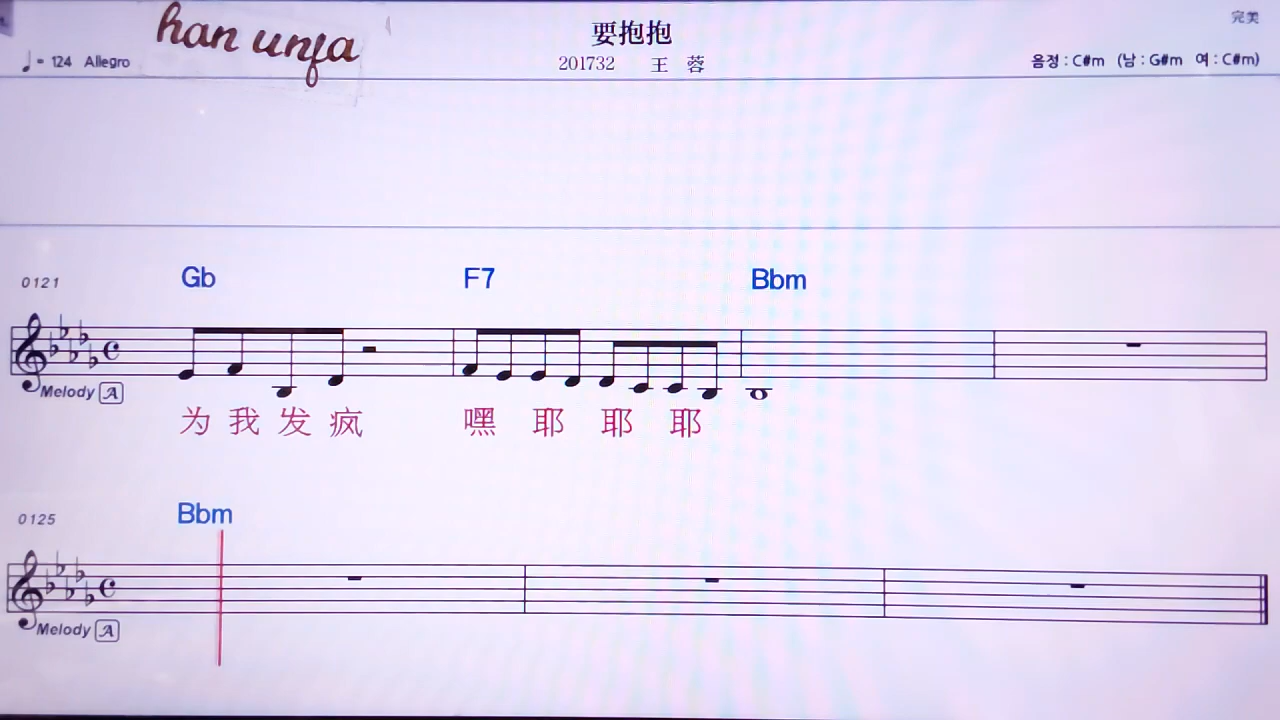 han unfa
要抱抱
完美
♩= 124 Allegro
201732 王 蓉
음정 : C#m (남 : G#m 여 : C#m)
0121
Gb F7 Bbm
Melody A
为 我 发 疯 嘿 耶 耶 耶
0125
Bbm
Melody A